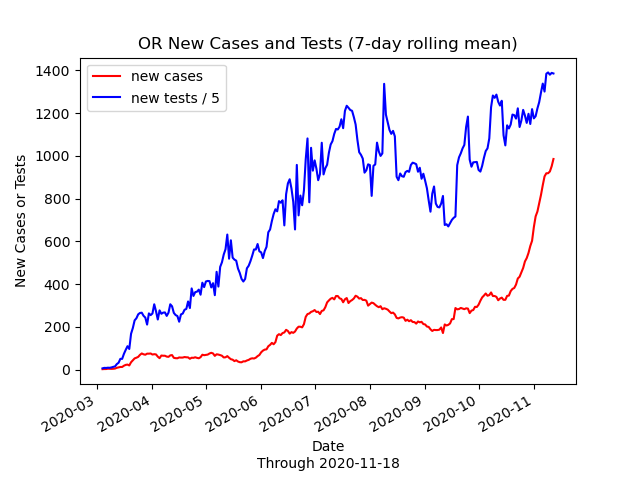 OR New Cases and Tests (7-day rolling mean)
new cases
new tests / 5
1400
1200
1000
800
600
400
200
0
New Cases or Tests
2020-03
2020-04
2020-05
2020-06
2020-07
2020-08
2020-09
2020-10
2020-11
Date
Through 2020-11-18